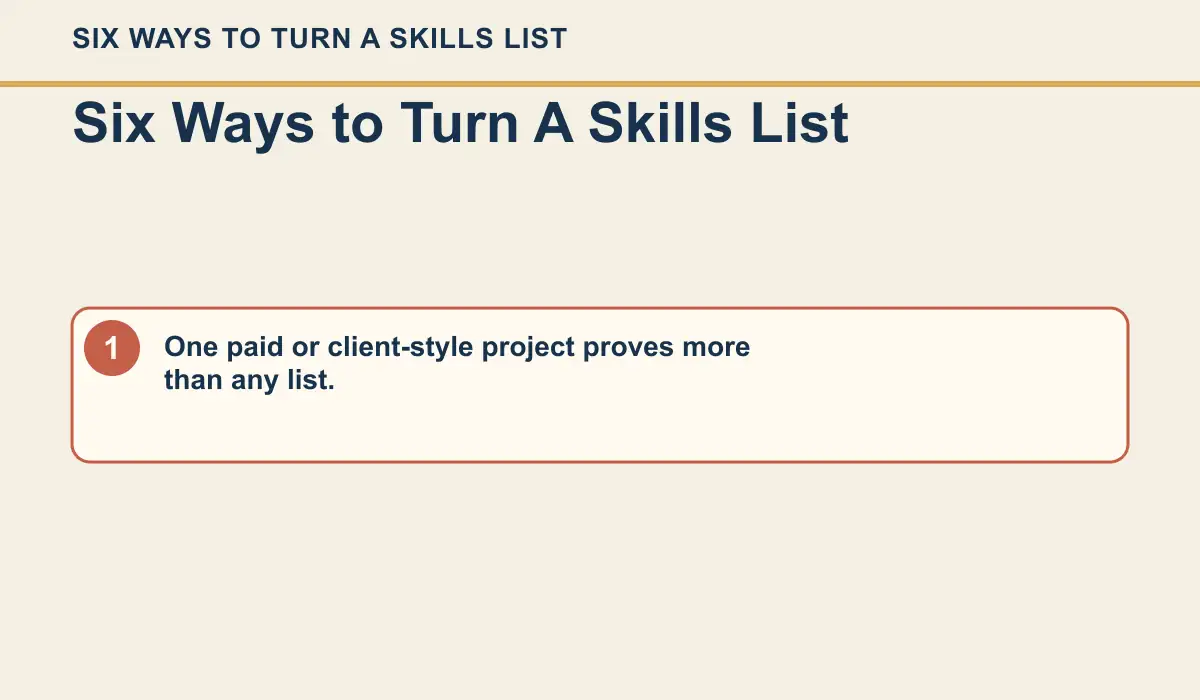 SIX WAYS TO TURN A SKILLS LIST
Six Ways to Turn A Skills List
1
One paid or client-style project proves more
than any list.